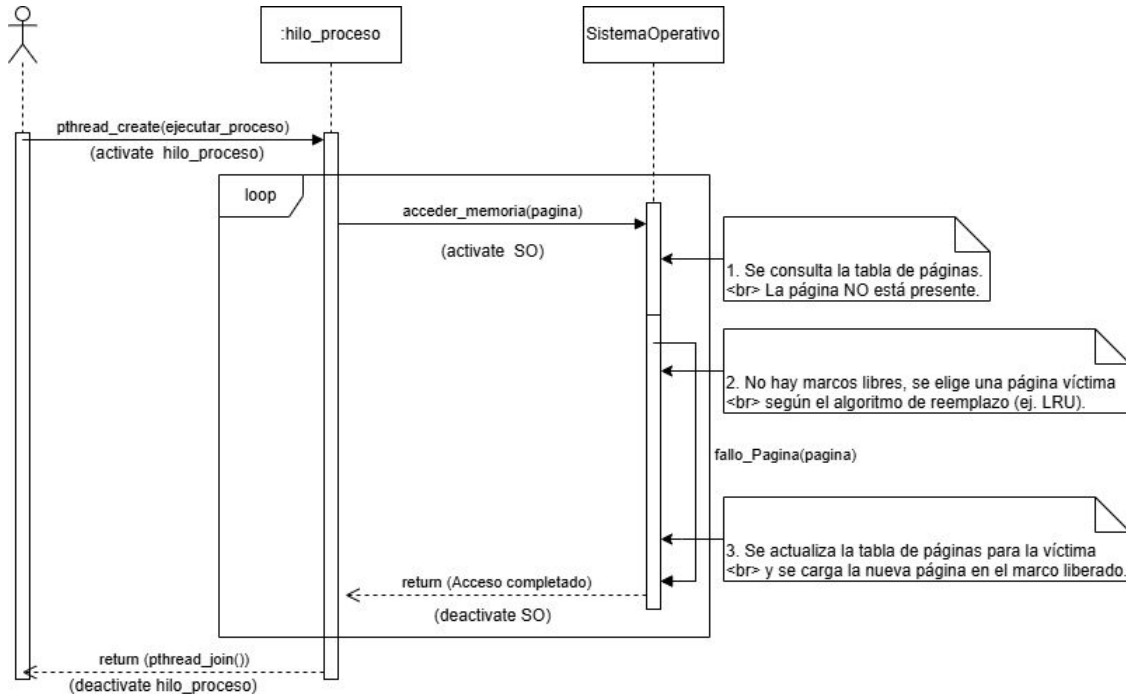 :hilo_proceso
SistemaOperativo
pthread_create(ejecutar_proceso)
(activate hilo_proceso)
loop
acceder_memoria(pagina)
(activate SO)
1. Se consulta la tabla de páginas.
<br> La página NO está presente.
2. No hay marcos libres, se elige una página víctima
<br> según el algoritmo de reemplazo (ej. LRU).
fallo_Pagina(pagina)
3. Se actualiza la tabla de páginas para la víctima
<br> y se carga la nueva página en el marco liberado.
return (Acceso completado)
(deactivate SO)
return (pthread_join())
(deactivate hilo_proceso)